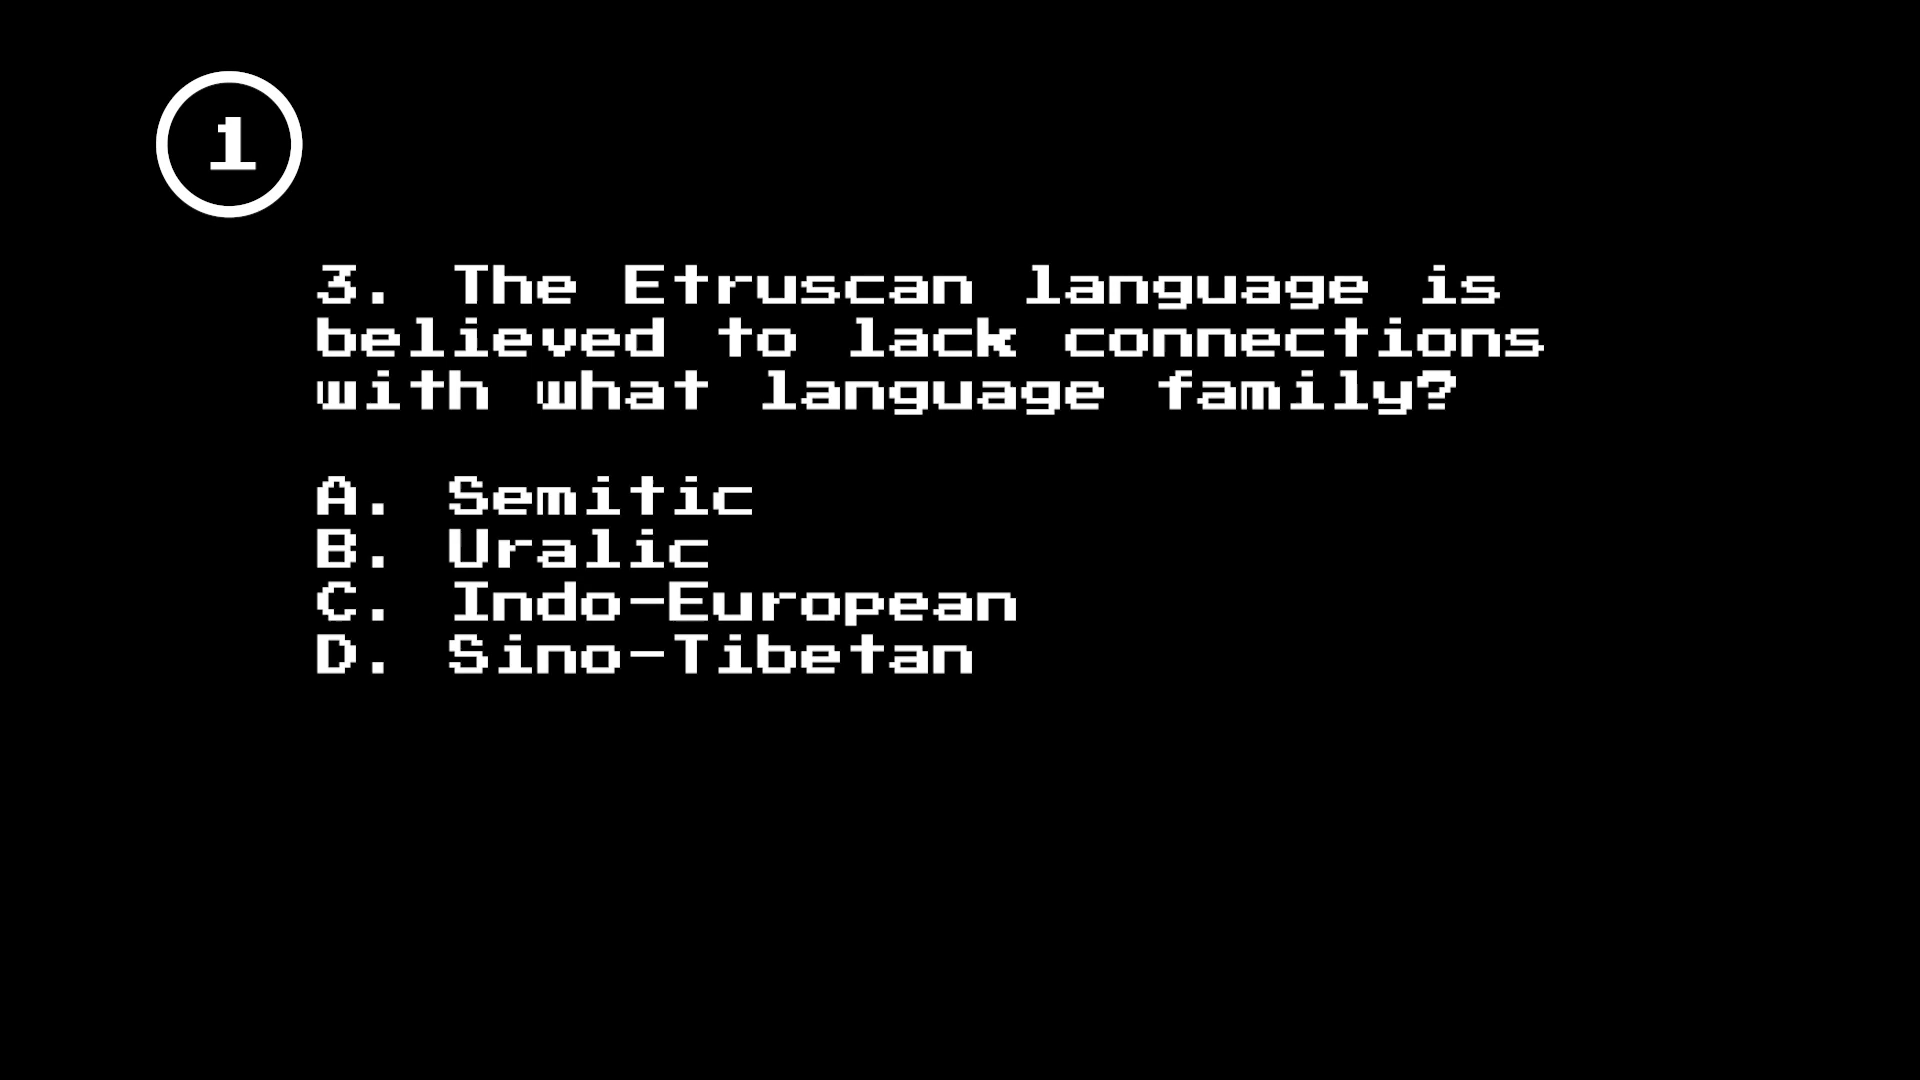 1
3. The Etruscan language is
believed to lack connections
with what language family?
A. Semitic
B. Uralic
C. Indo-European
D. Sino-Tibetan